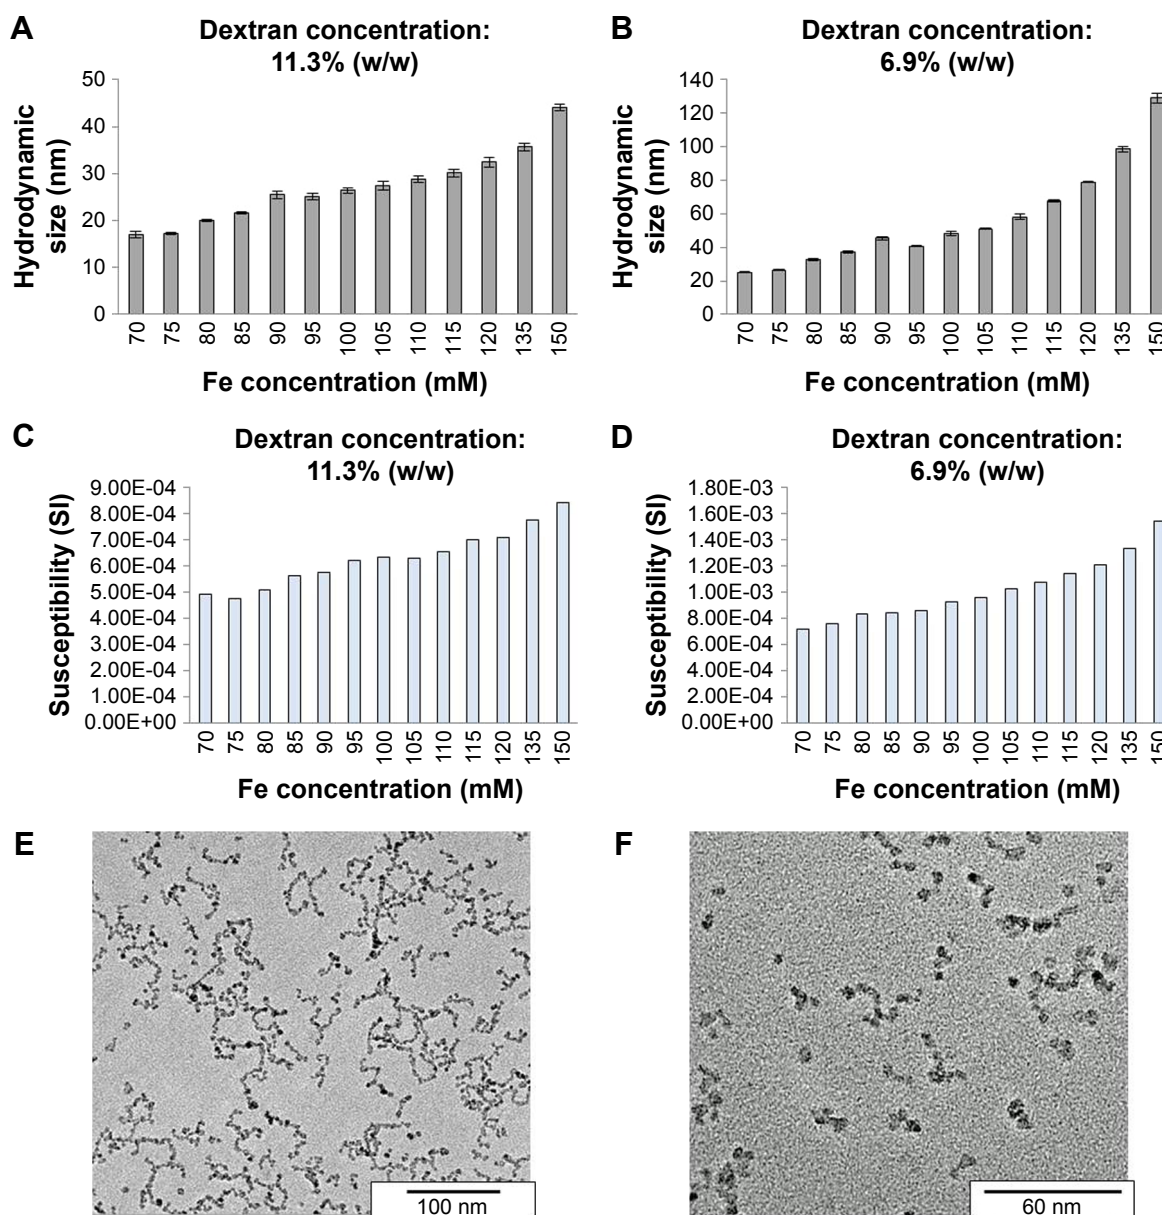 A
Dextran concentration:
11.3% (w/w)
Hydrodynamic
size (nm)
50
40
30
20
10
0
70 75 80 85 90 95 100 105 110 115 120 135 150
Fe concentration (mM)
B
Dextran concentration:
6.9% (w/w)
Hydrodynamic
size (nm)
140
120
100
80
60
40
20
0
70 75 80 85 90 95 100 105 110 115 120 135 150
Fe concentration (mM)
C
Dextran concentration:
11.3% (w/w)
Susceptibility (SI)
9.00E-04
8.00E-04
7.00E-04
6.00E-04
5.00E-04
4.00E-04
3.00E-04
2.00E-04
1.00E-04
0.00E+00
70 75 80 85 90 95 100 105 110 115 120 135 150
Fe concentration (mM)
D
Dextran concentration:
6.9% (w/w)
Susceptibility (SI)
1.80E-03
1.60E-03
1.40E-03
1.20E-03
1.00E-03
8.00E-04
6.00E-04
4.00E-04
2.00E-04
0.00E+00
70 75 80 85 90 95 100 105 110 115 120 135 150
Fe concentration (mM)
E
100 nm
F
60 nm